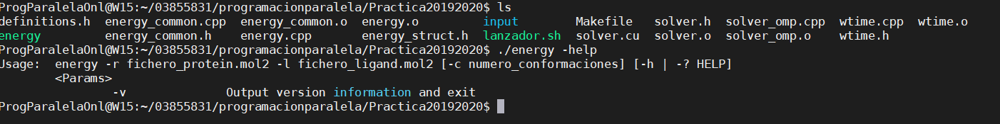 ProgParalelaOnl@W15:~/03855831/programacionparalela/Practica20192020$ ls
definitions.h  energy_common.cpp  energy_common.o  energy.o         input        Makefile   solver.h  solver_omp.cpp  wtime.cpp  wtime.o
energy         energy_common.h    energy.cpp       energy_struct.h  lanzador.sh  solver.cu  solver.o  solver_omp.o    wtime.h
ProgParalelaOnl@W15:~/03855831/programacionparalela/Practica20192020$ ./energy -help
Usage:  energy -r fichero_protein.mol2 -l fichero_ligand.mol2 [-c numero_conformaciones] [-h | -? HELP]
        <Params>
                -v              Output version information and exit
ProgParalelaOnl@W15:~/03855831/programacionparalela/Practica20192020$